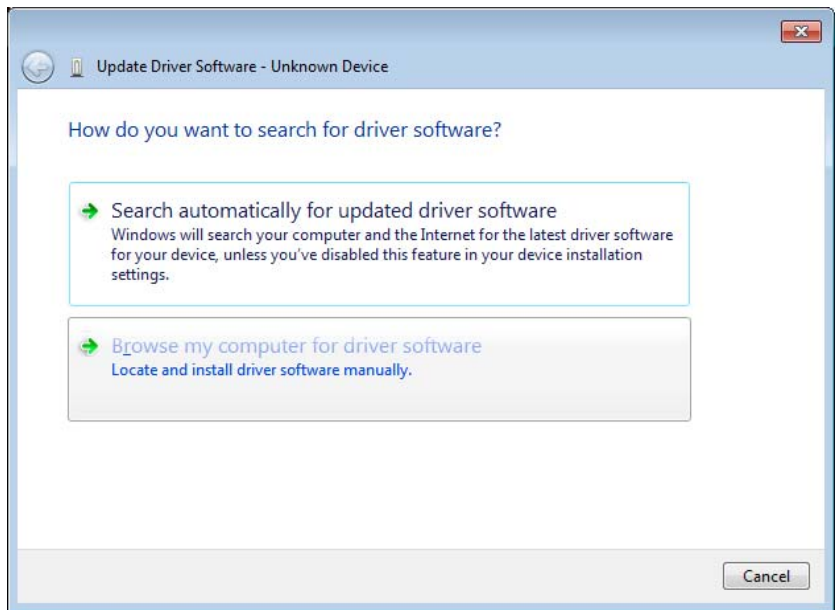 Update Driver Software - Unknown Device
How do you want to search for driver software?
Search automatically for updated driver software
Windows will search your computer and the Internet for the latest driver software
for your device, unless you've disabled this feature in your device installation
settings.
Browse my computer for driver software
Locate and install driver software manually.
Cancel